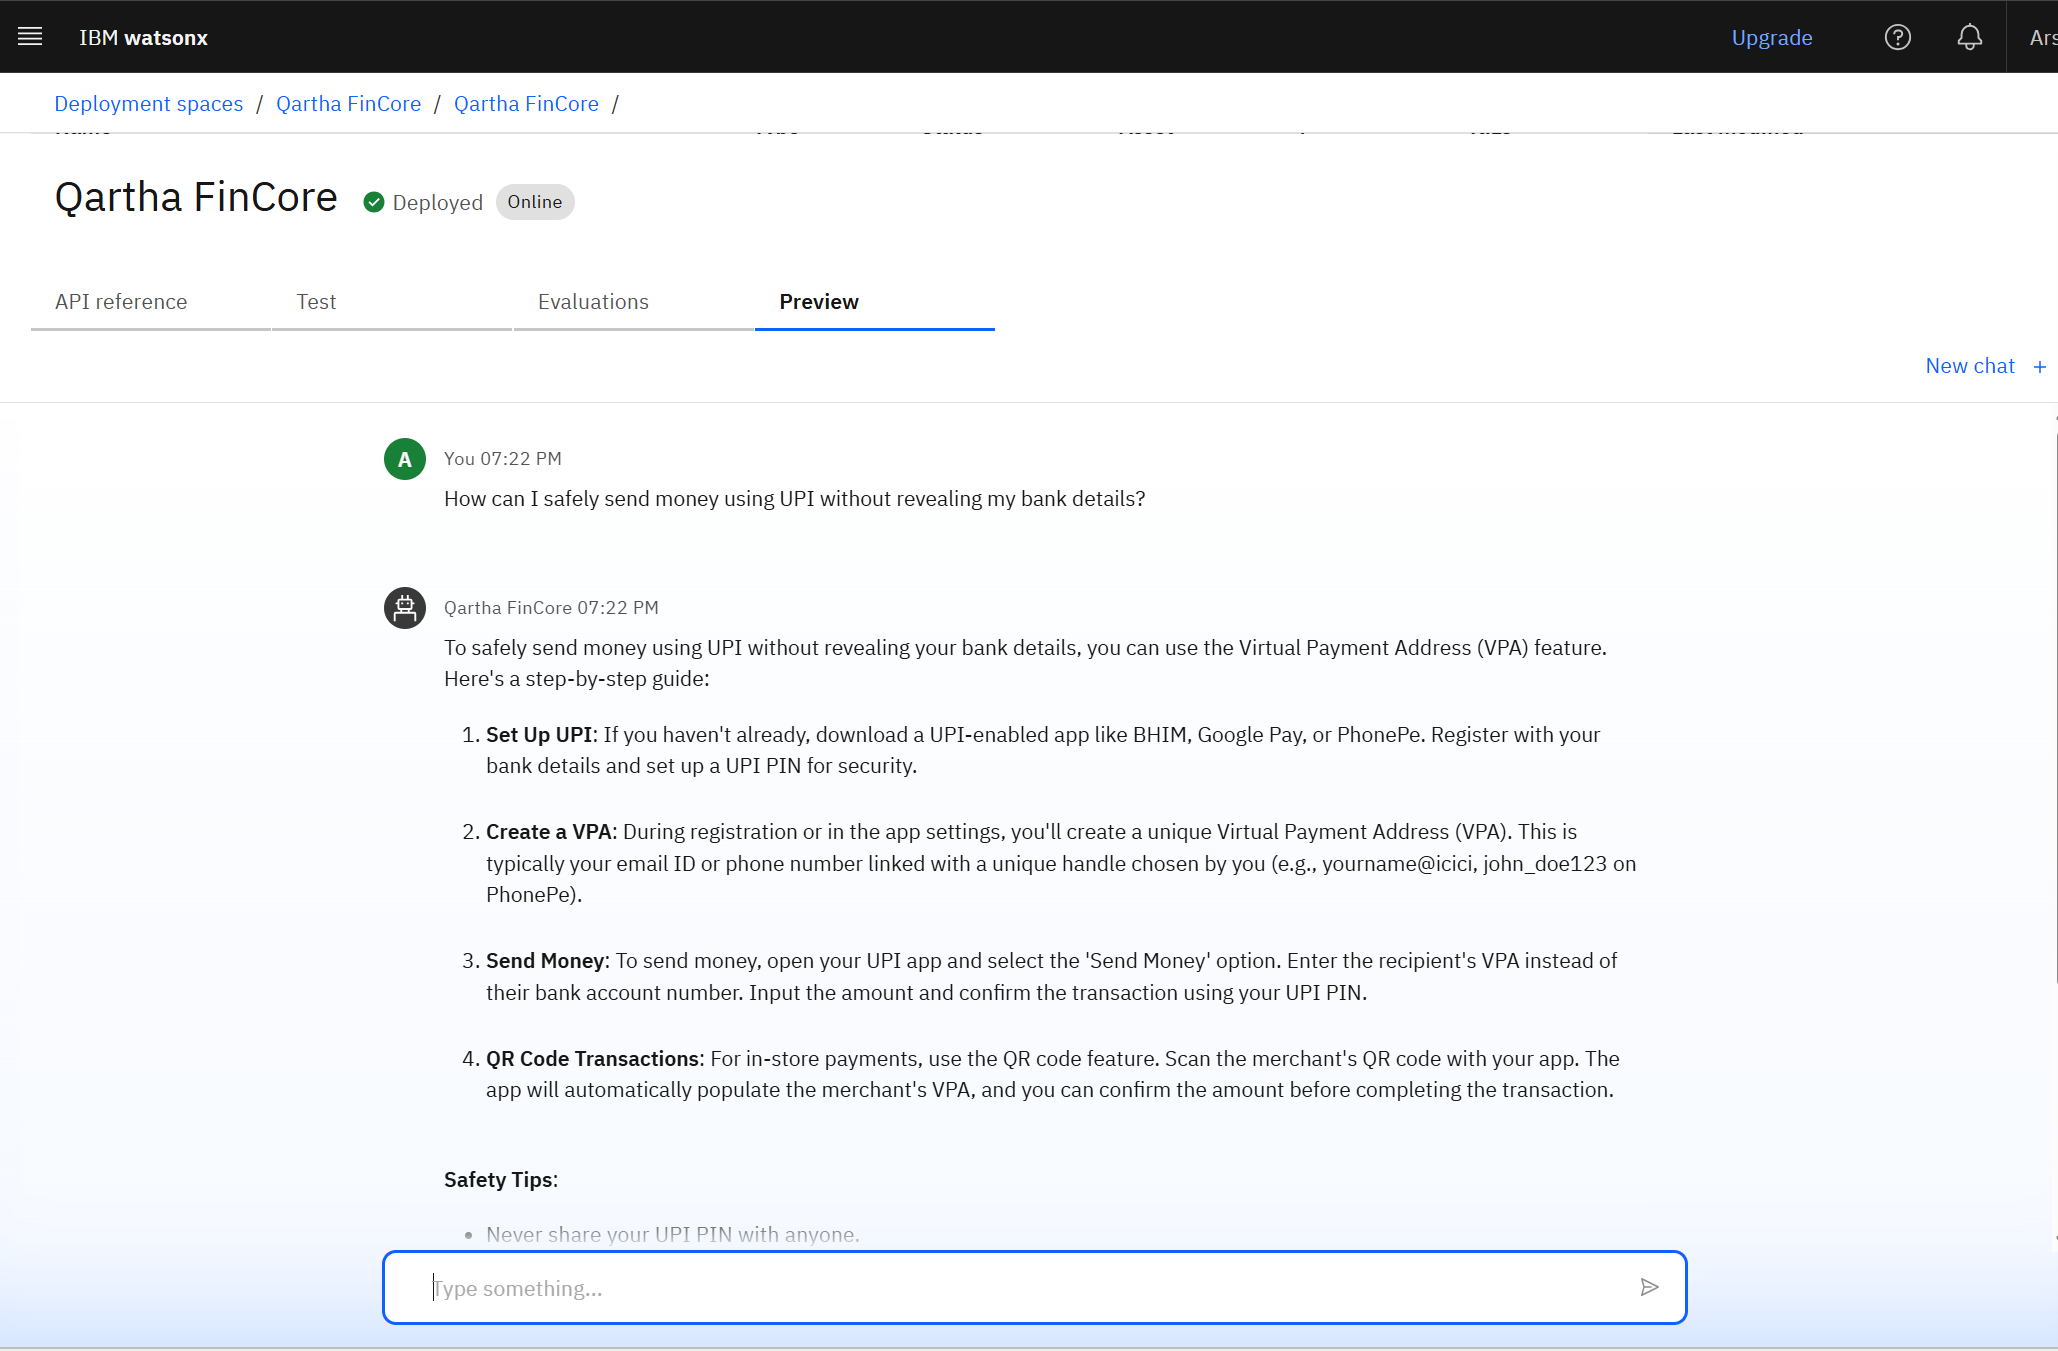 IBM watsonx
Upgrade
Ars
Deployment spaces / Qartha FinCore / Qartha FinCore /
Qartha FinCore
Deployed
Online
API reference
Test
Evaluations
Preview
New chat +
A
You 07:22 PM
How can I safely send money using UPI without revealing my bank details?
Qartha FinCore 07:22 PM
To safely send money using UPI without revealing your bank details, you can use the Virtual Payment Address (VPA) feature.
Here's a step-by-step guide:
1. Set Up UPI: If you haven't already, download a UPI-enabled app like BHIM, Google Pay, or PhonePe. Register with your
bank details and set up a UPI PIN for security.
2. Create a VPA: During registration or in the app settings, you'll create a unique Virtual Payment Address (VPA). This is
typically your email ID or phone number linked with a unique handle chosen by you (e.g., yourname@icici, john_doe123 on
PhonePe).
3. Send Money: To send money, open your UPI app and select the 'Send Money' option. Enter the recipient's VPA instead of
their bank account number. Input the amount and confirm the transaction using your UPI PIN.
4. QR Code Transactions: For in-store payments, use the QR code feature. Scan the merchant's QR code with your app. The
app will automatically populate the merchant's VPA, and you can confirm the amount before completing the transaction.
Safety Tips:
• Never share your UPI PIN with anyone.
Type something...